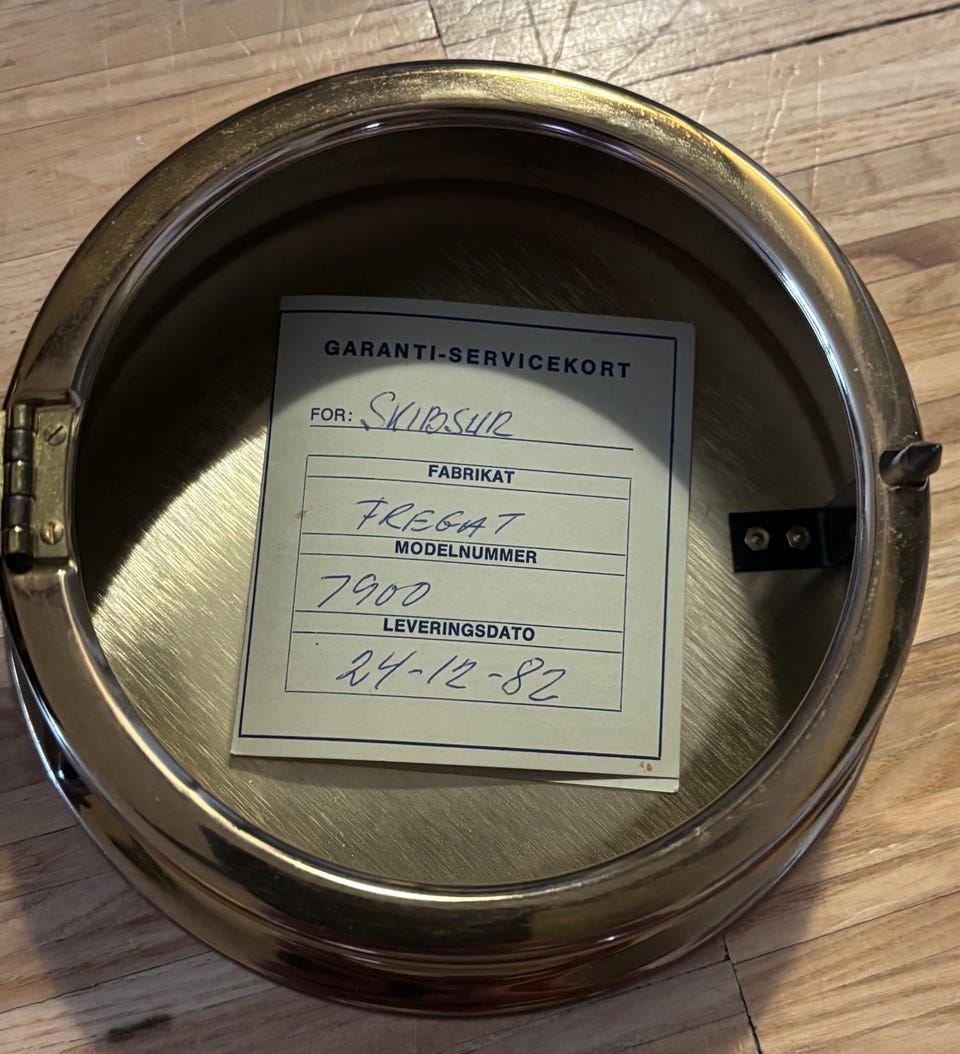 GARANTI-SERVICEKORT
FOR: SKIBSUR
FABRIKAT
FREGAT
MODELNUMMER
7900
LEVERINGSDATO
24-12-82